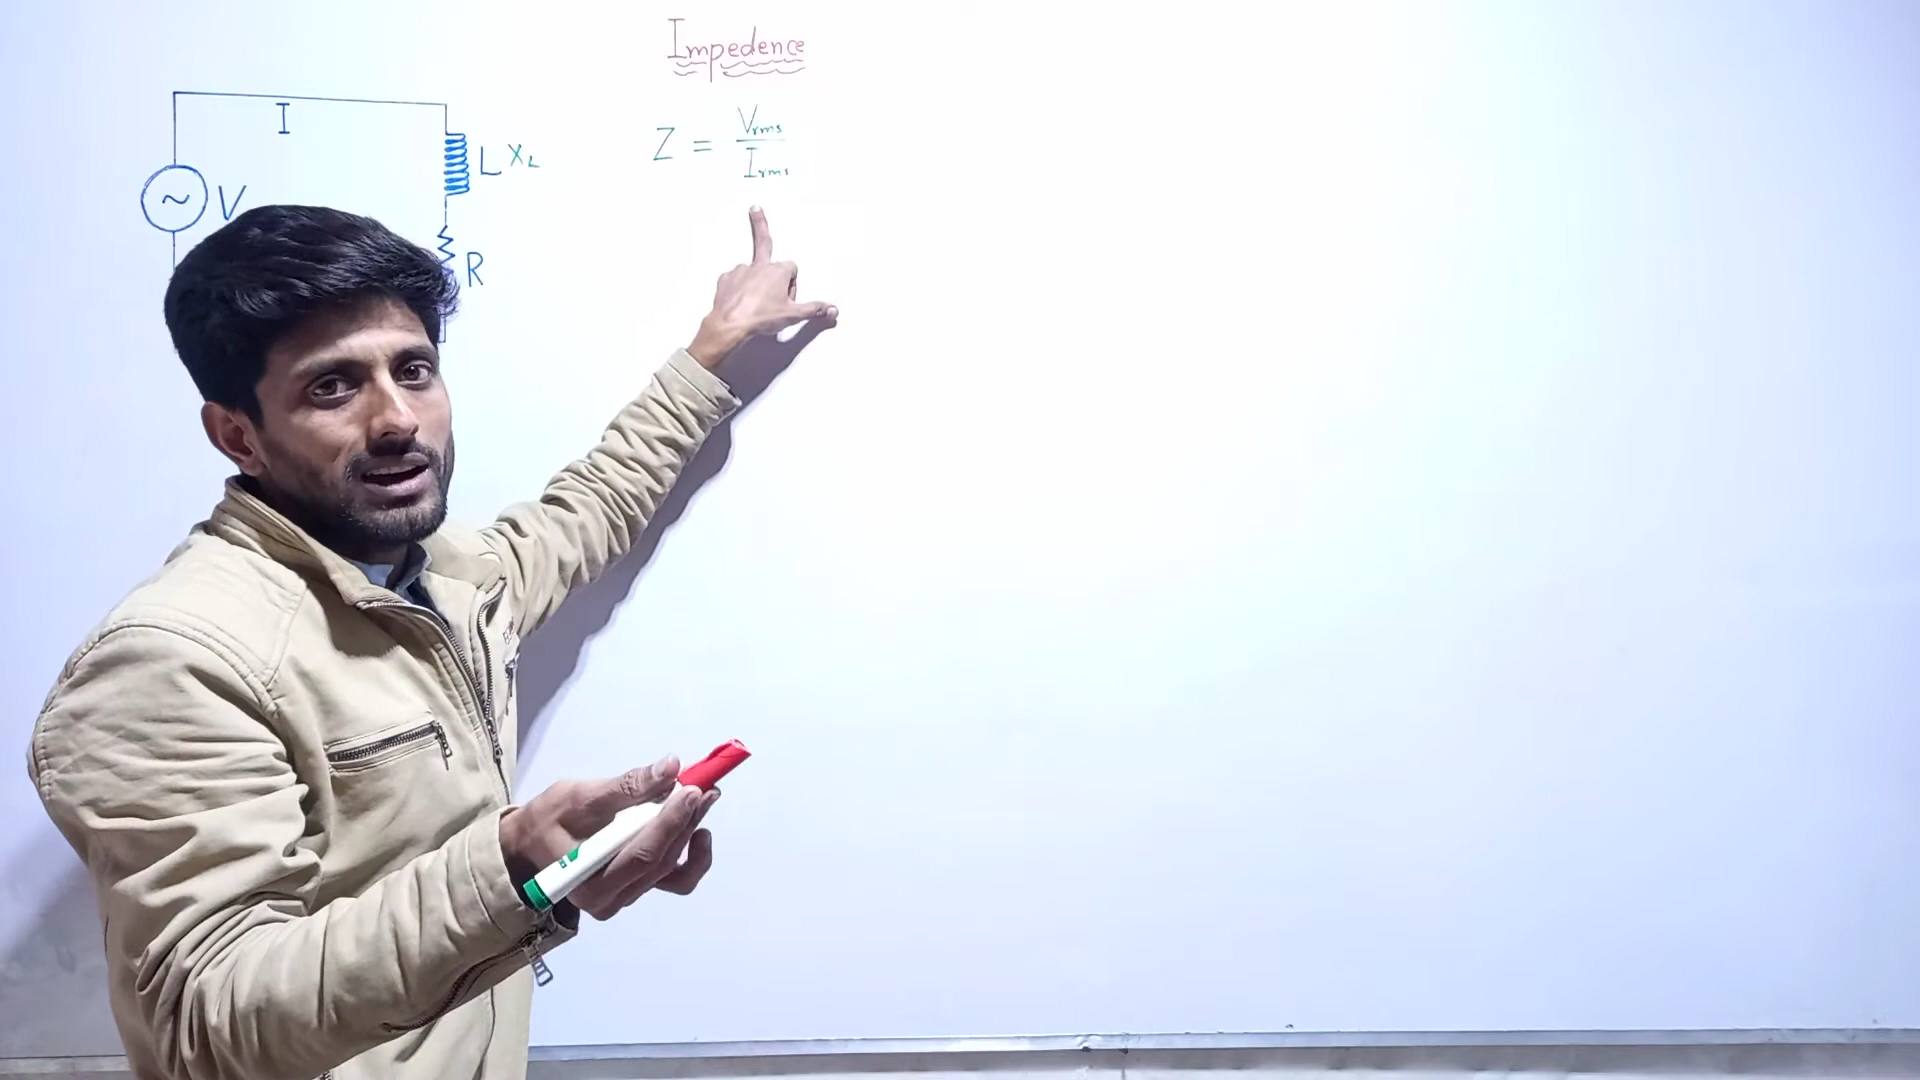 Impedence
I
Z = Vrms / Irms
L XL
~ V
R